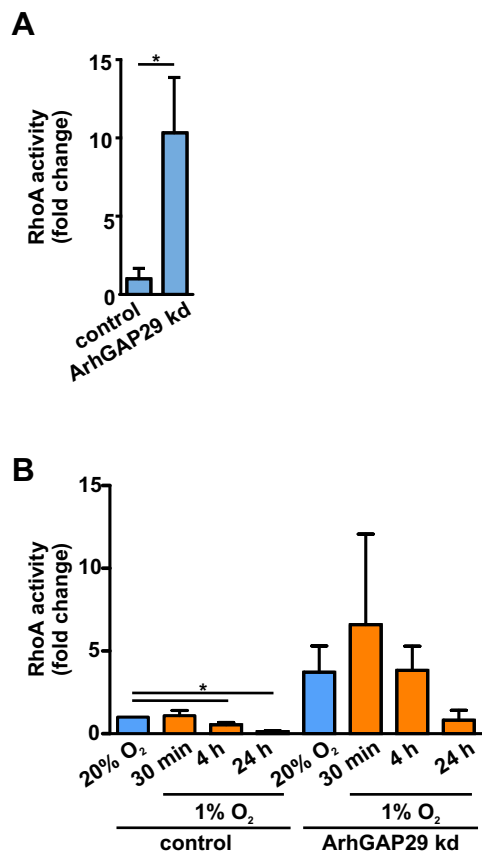 A
RhoA activity
(fold change)
15
10
5
0
*
control
ArhGAP29 kd
B
RhoA activity
(fold change)
15
10
5
0
*
20% O₂
30 min
4 h
24 h
20% O₂
30 min
4 h
24 h
1% O₂
1% O₂
control
ArhGAP29 kd